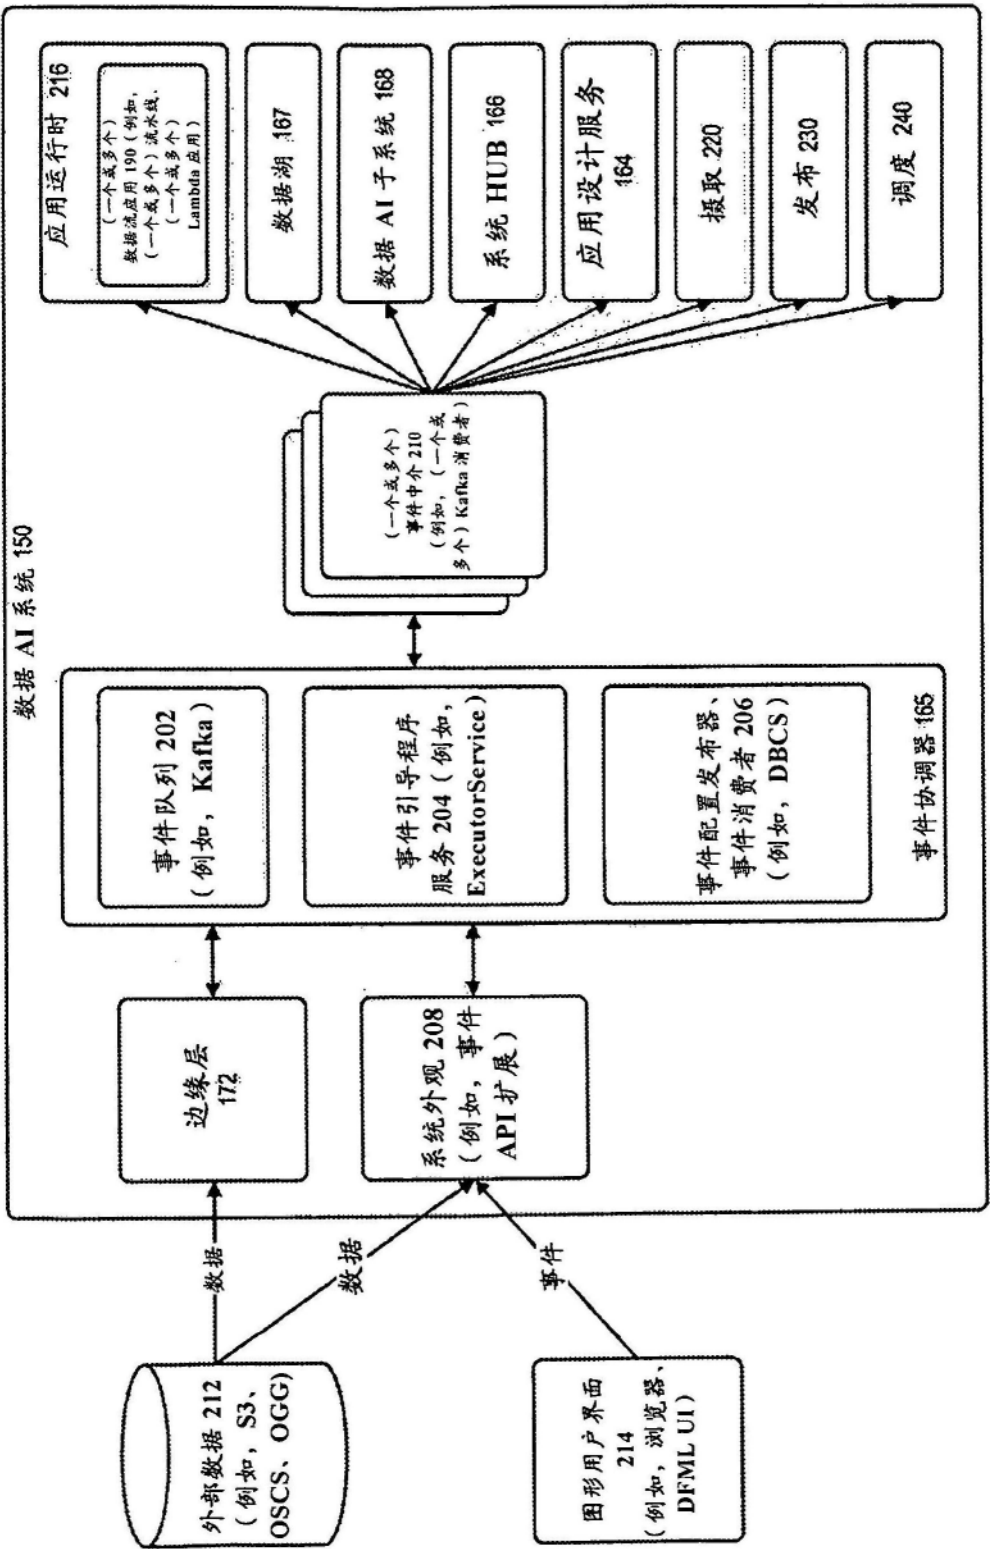 数据 AI 系统 150
外部数据 212
(例如，S3、
OSCS、OGG)
图形用户界面
214
(例如，浏览器、
DFML UI)
数据
数据
事件
边缘层
172
系统外观 208
(例如，事件
API 扩展)
事件队列 202
(例如，Kafka)
事件引导程序
服务 204 (例如，
ExecutorService)
事件配置发布器、
事件消费者 206
(例如，DBCS)
事件协调器 165
(一个或多个)
事件中介 210
(例如，(一个或
多个) Kafka 消费者)
应用运行时 216
(一个或多个)
数据流应用 190 (例如，
(一个或多个) 流水线.
(一个或多个)
Lambda 应用)
数据湖 167
数据 AI 子系统 168
系统 HUB 166
应用设计服务
164
摄取 220
发布 230
调度 240